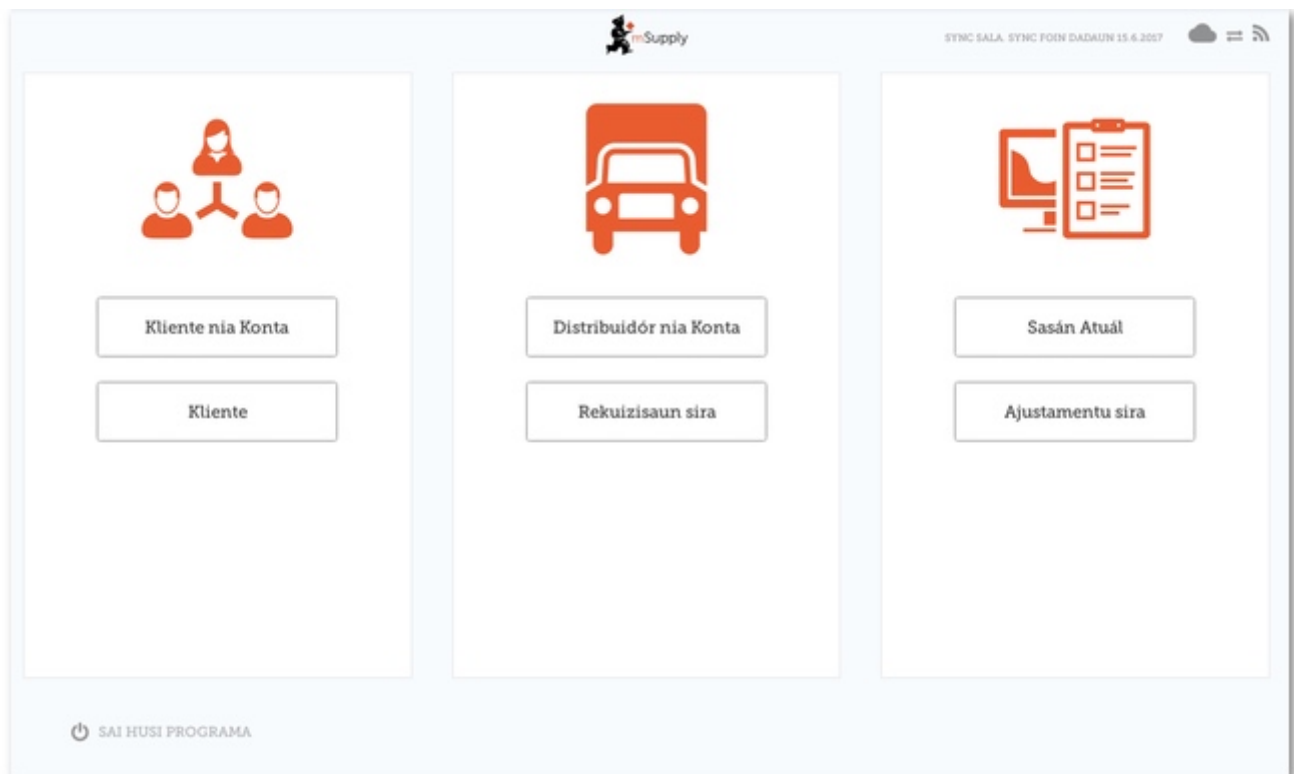 mSupply
SYNC SALA. SYNC FOIN DADAUN 15.6.2017
Kliente nia Konta
Kliente
Distribuidór nia Konta
Rekuizisaun sira
Sasán Atuál
Ajustamentu sira
SAI HUSI PROGRAMA